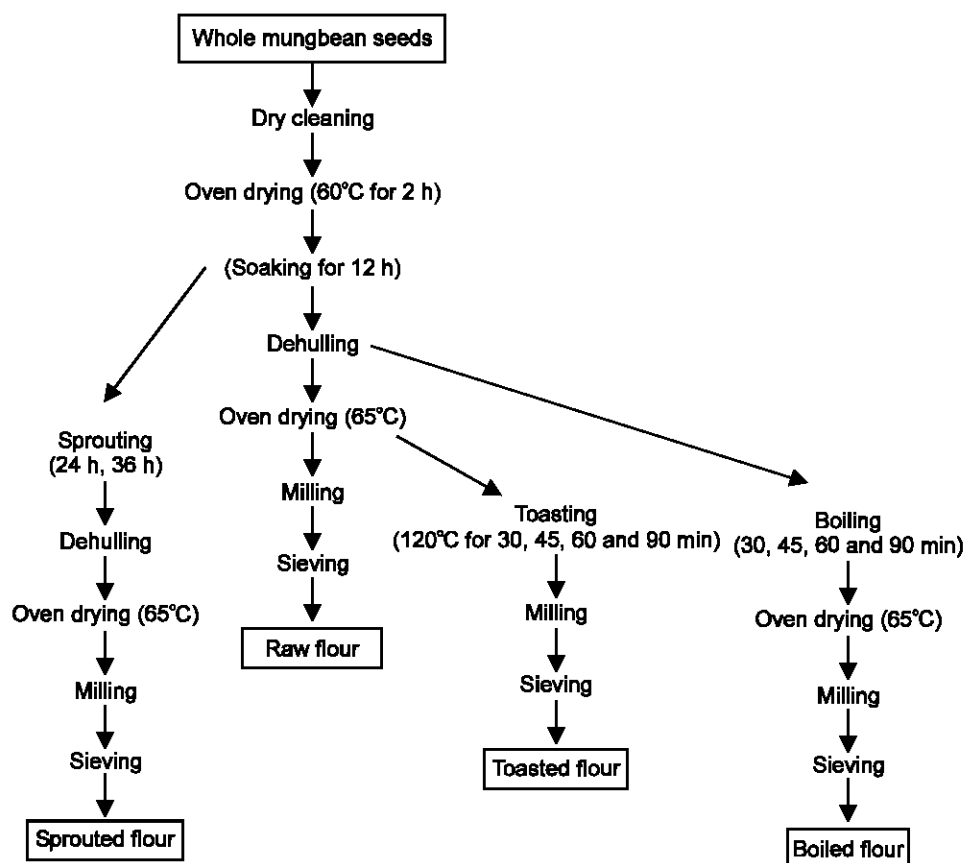 Whole mungbean seeds
Dry cleaning
Oven drying (60°C for 2 h)
(Soaking for 12 h)
Dehulling
Oven drying (65°C)
Milling
Sieving
Raw flour
Sprouting
(24 h, 36 h)
Dehulling
Oven drying (65°C)
Milling
Sieving
Sprouted flour
Toasting
(120°C for 30, 45, 60 and 90 min)
Milling
Sieving
Toasted flour
Boiling
(30, 45, 60 and 90 min)
Oven drying (65°C)
Milling
Sieving
Boiled flour